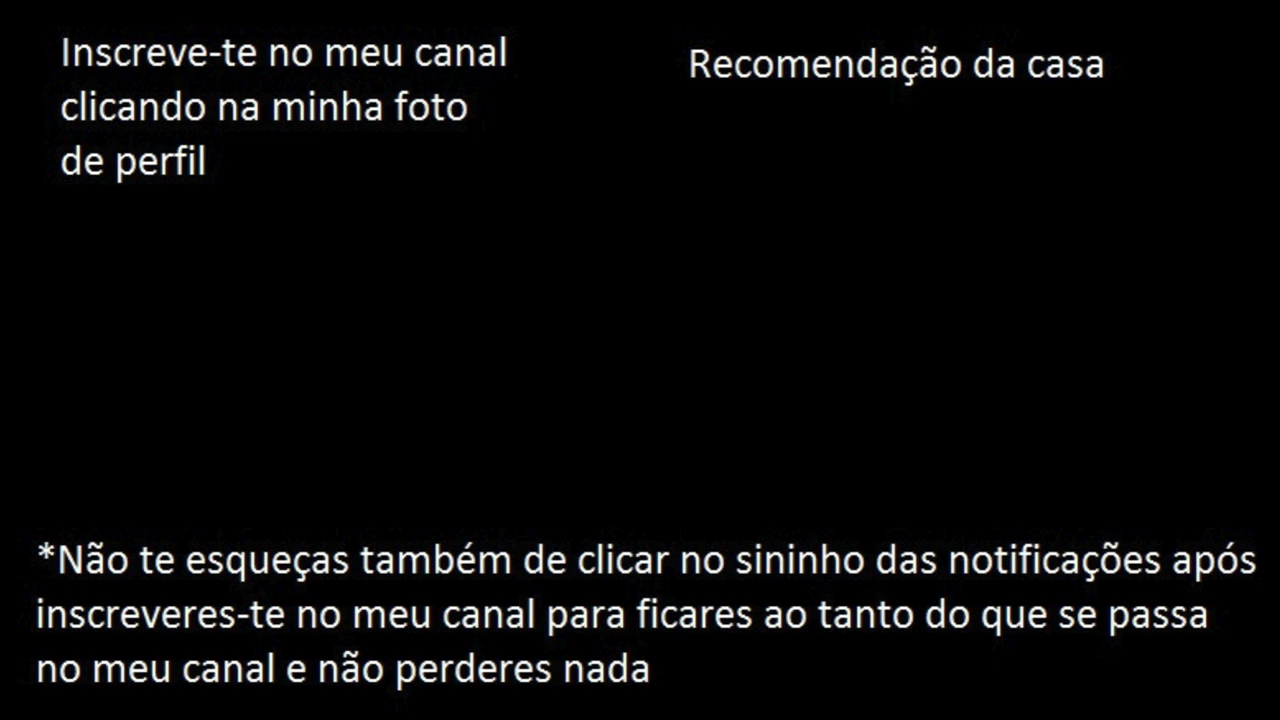 Inscreve-te no meu canal
clicando na minha foto
de perfil
Recomendação da casa
*Não te esqueças também de clicar no sininho das notificações após
inscreveres-te no meu canal para ficares ao tanto do que se passa
no meu canal e não perderes nada